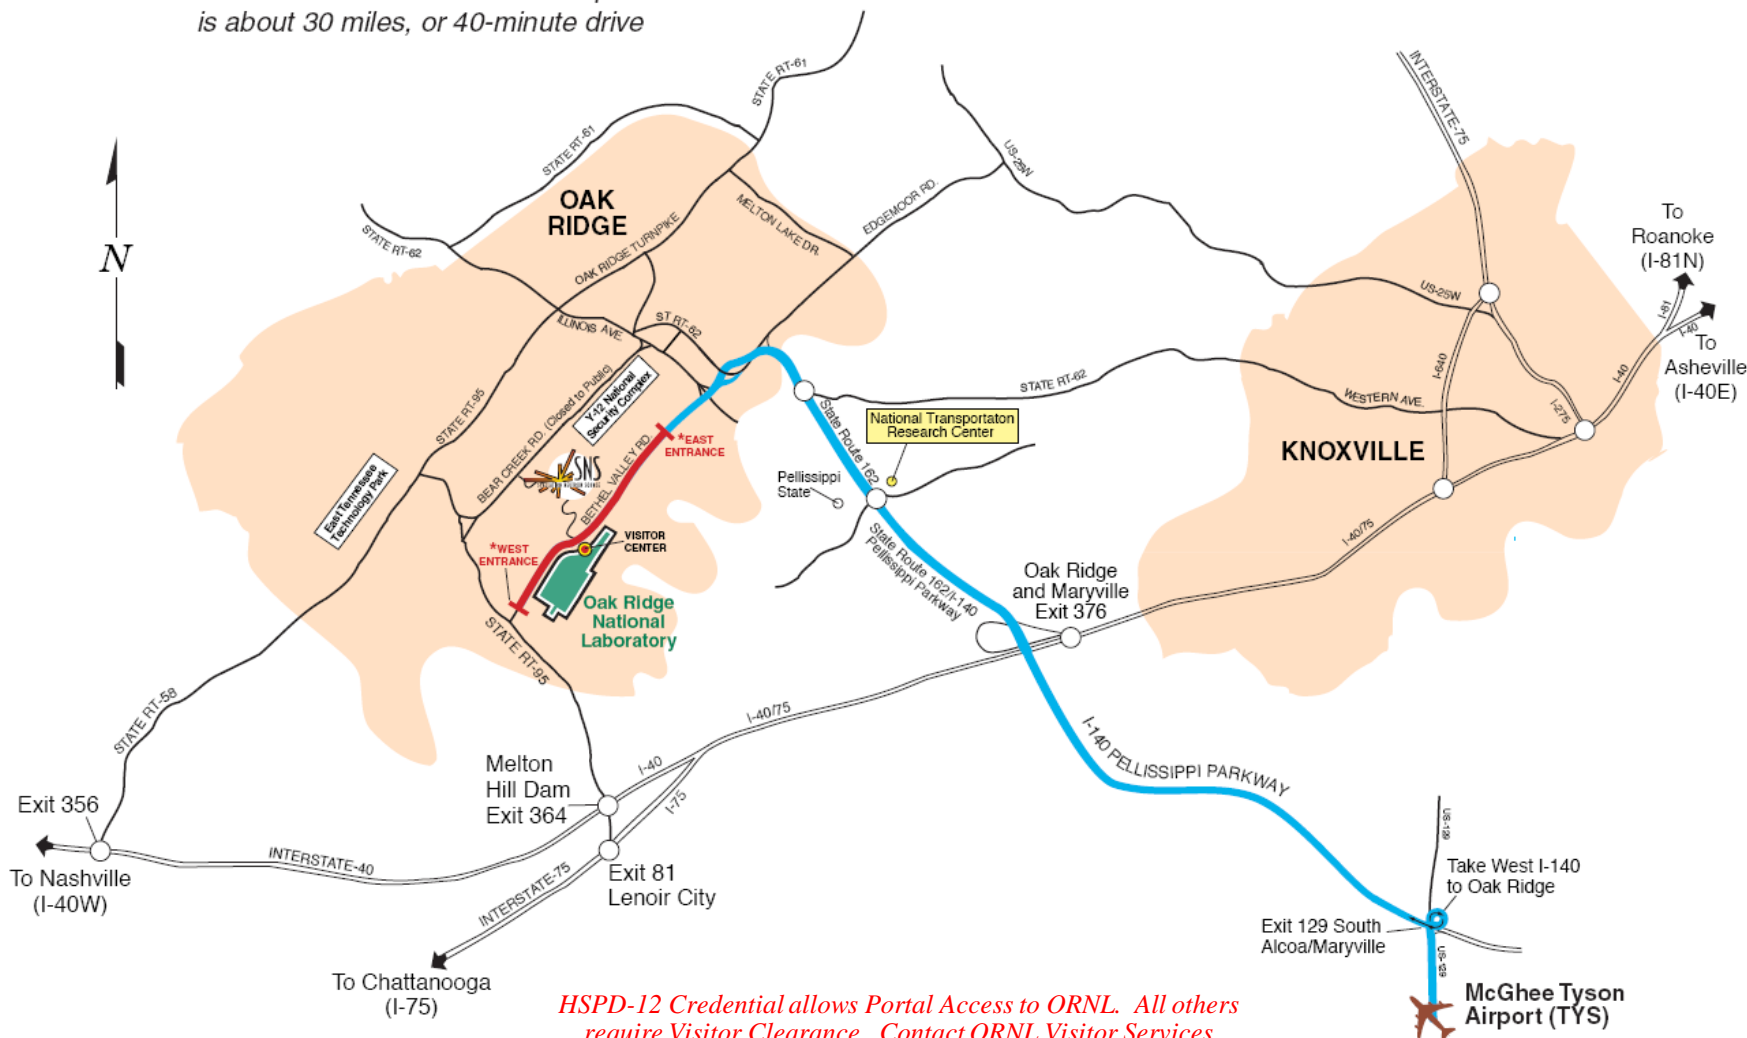 is about 30 miles, or 40-minute drive
STATE RT-61
STATE RT-61
INTERSTATE-75
US-25W
OAK
RIDGE
MELTON LAKE DR.
EDGEMOOR RD.
To
Roanoke
(I-81N)
STATE RT-62
OAK RIDGE TURNPIKE
N
US-25W
I-81
I-40
To
Asheville
(I-40E)
ILLINOIS AVE.
ST RT-62
I-640
I-40
STATE RT-62
WESTERN AVE.
I-275
BEAR CREEK RD. (Closed to Public)
Y-12 National
Security Complex
State Route 162
National Transportaton
Research Center
STATE RT-95
*EAST
ENTRANCE
KNOXVILLE
SNS
BETHEL VALLEY RD.
Pellissippi
State
East Tennessee
Technology Park
VISITOR
CENTER
*WEST
ENTRANCE
State Route 162/I-140
Pellissippi Parkway
I-40/75
Oak Ridge
and Maryville
Exit 376
Oak Ridge
National
Laboratory
STATE RT-95
STATE RT-58
I-40/75
I-140 PELLISSIPPI PARKWAY
Melton
Hill Dam
Exit 364
I-40
I-75
Exit 356
To Nashville
(I-40W)
INTERSTATE-40
US-129
Take West I-140
to Oak Ridge
Exit 81
Lenoir City
INTERSTATE-75
Exit 129 South
Alcoa/Maryville
US-129
To Chattanooga
(I-75)
McGhee Tyson
Airport (TYS)
HSPD-12 Credential allows Portal Access to ORNL. All others
require Visitor Clearance. Contact ORNL Visitor Services